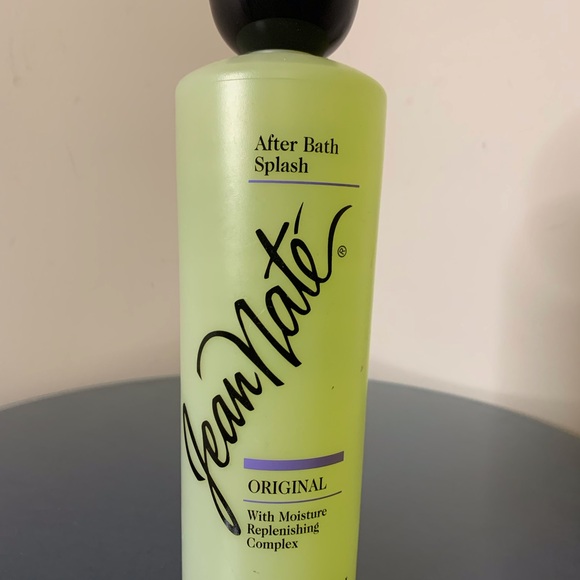 After Bath
Splash
Jean Naté®
ORIGINAL
With Moisture
Replenishing
Complex